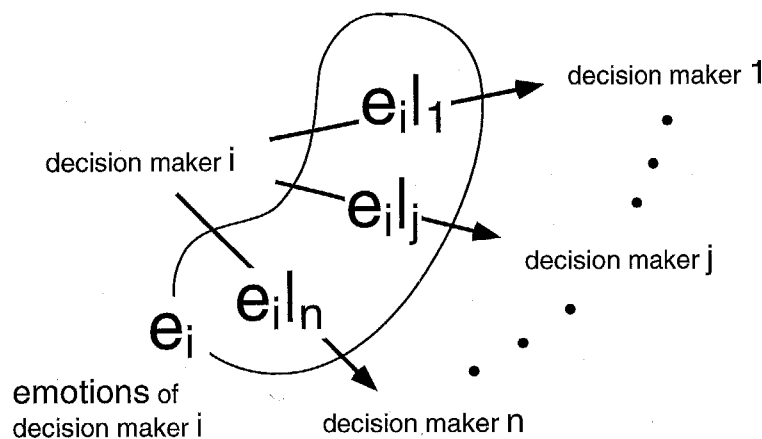 e_i|_1
decision maker 1
decision maker i
e_i|_j
decision maker j
e_i|_n
e_i
emotions of
decision maker i
decision maker n